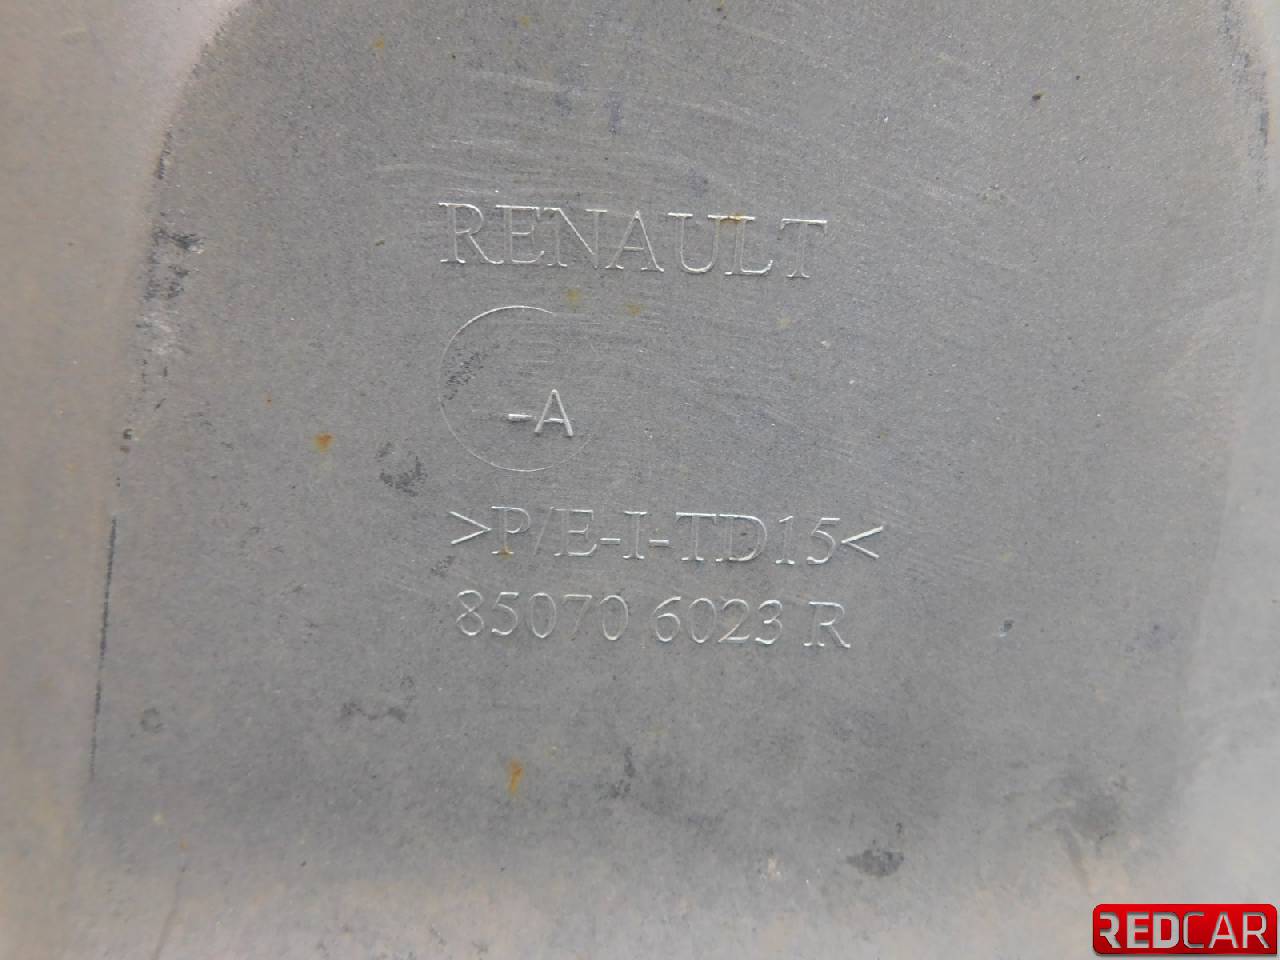 RENAULT
-A
>P/E-I-TD15<
85070 6023 R
REDCAR